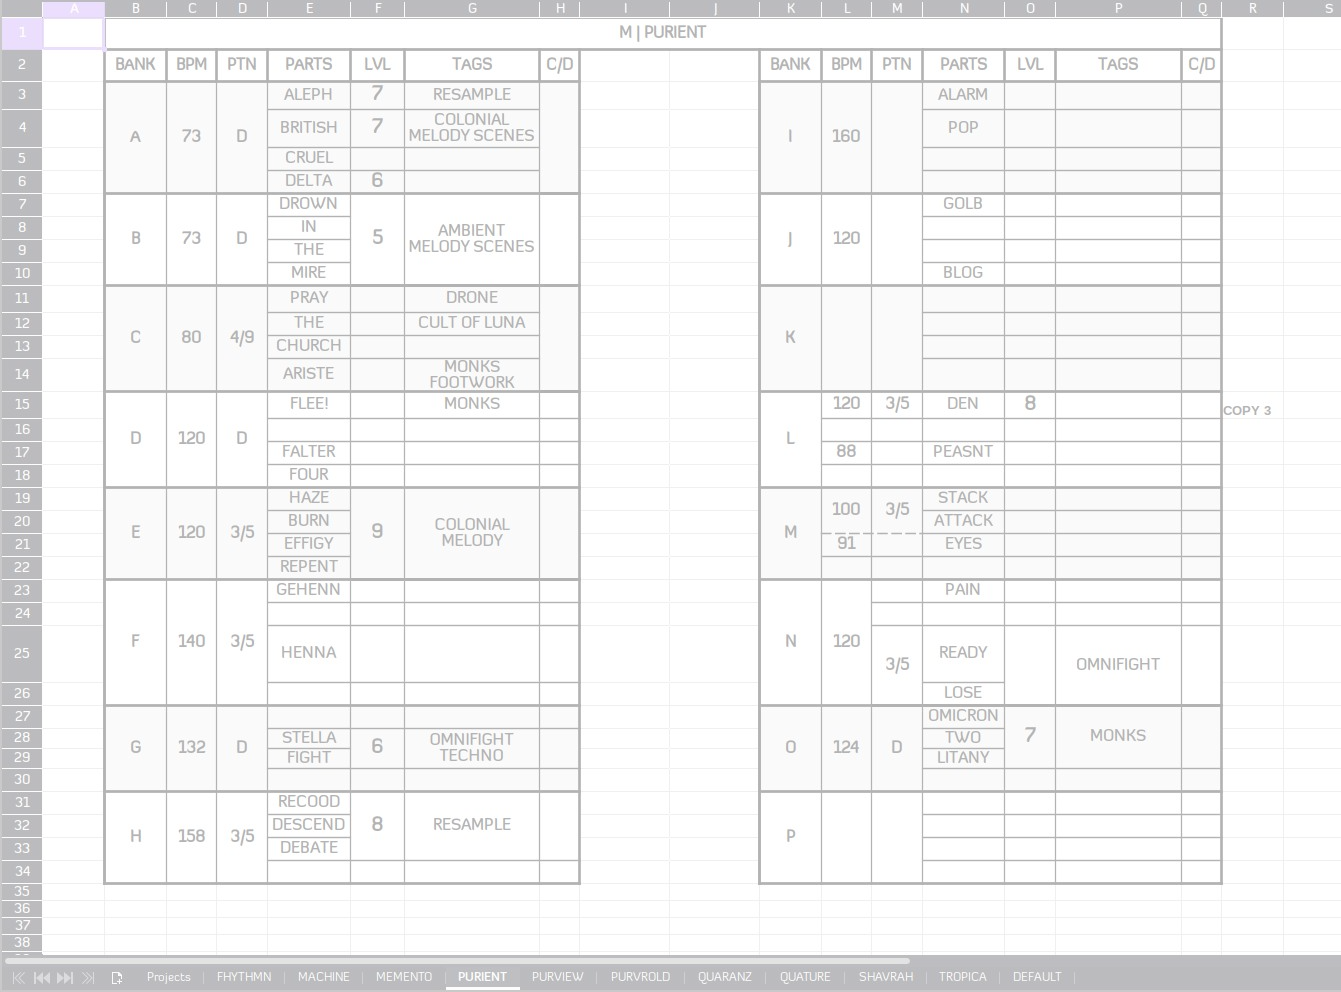 A B C D E F G H I J K L M N O P Q R S
1 M | PURIENT
2 BANK BPM PTN PARTS LVL TAGS C/D BANK BPM PTN PARTS LVL TAGS C/D
3 ALEPH 7 RESAMPLE ALARM
4 BRITISH 7 COLONIAL
MELODY SCENES POP
A 73 D I 160
5 CRUEL
6 DELTA 6
7 DROWN GOLB
8 IN
B 73 D 5 AMBIENT
MELODY SCENES J 120
9 THE
10 MIRE BLOG
11 PRAY DRONE
12 THE CULT OF LUNA
C 80 4/9 K
13 CHURCH
14 ARISTE MONKS
FOOTWORK
15 FLEE! MONKS 120 3/5 DEN 8 COPY 3
16
D 120 D L
17 FALTER 88 PEASNT
18 FOUR
19 HAZE STACK
100 3/5
20 BURN ATTACK
E 120 3/5 9 COLONIAL
MELODY M
21 EFFIGY 91 EYES
22 REPENT
23 GEHENN PAIN
24
F 140 3/5 N 120
25 HENNA READY
3/5 OMNIFIGHT
26 LOSE
27 OMICRON
28 STELLA TWO
G 132 D 6 OMNIFIGHT
TECHNO O 124 D 7 MONKS
29 FIGHT LITANY
30
31 RECOOD
32 DESCEND
H 158 3/5 8 RESAMPLE P
33 DEBATE
34
35
36
37
38
Projects FHYTHMN MACHINE MEMENTO PURIENT PURVIEW PURVROLD QUARANZ QUATURE SHAVRAH TROPICA DEFAULT